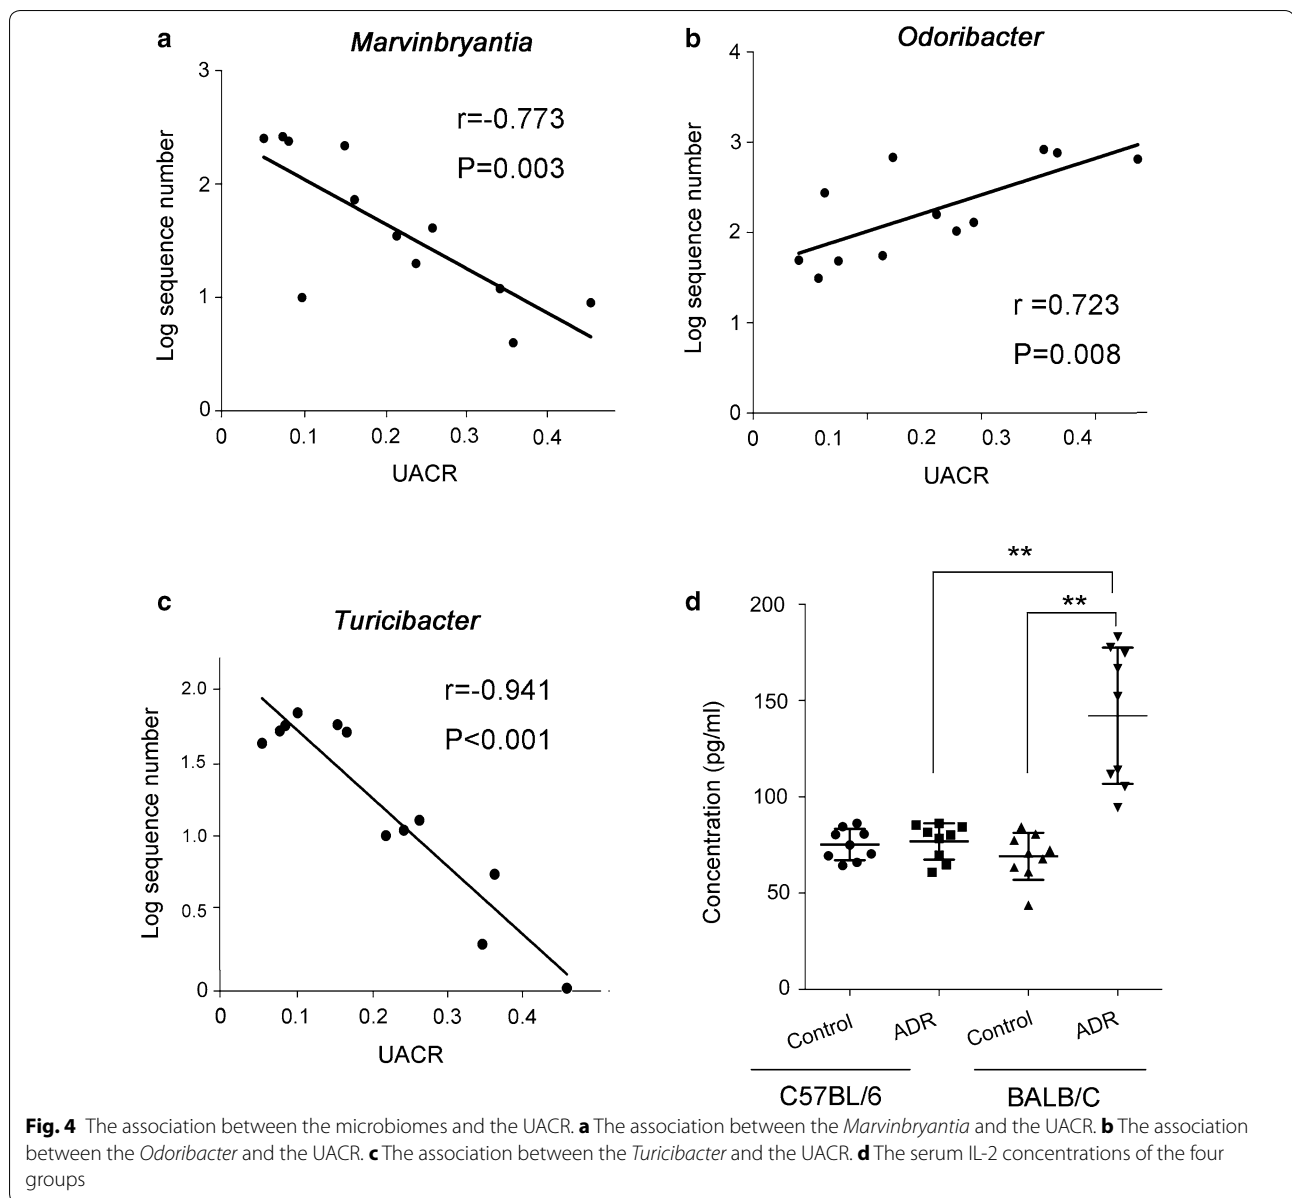 a
Marvinbryantia
3
2
1
0
Log sequence number
r=-0.773
P=0.003
0 0.1 0.2 0.3 0.4
UACR
b
Odoribacter
4
3
2
1
0
Log sequence number
r =0.723
P=0.008
0 0.1 0.2 0.3 0.4
UACR
c
Turicibacter
2.0
1.5
1.0
0.5
0
Log sequence number
r=-0.941
P<0.001
0 0.1 0.2 0.3 0.4
UACR
d
**
**
200
150
100
50
0
Concentration (pg/ml)
Control ADR Control ADR
C57BL/6 BALB/C
Fig. 4 The association between the microbiomes and the UACR. a The association between the Marvinbryantia and the UACR. b The association
between the Odoribacter and the UACR. c The association between the Turicibacter and the UACR. d The serum IL-2 concentrations of the four
groups